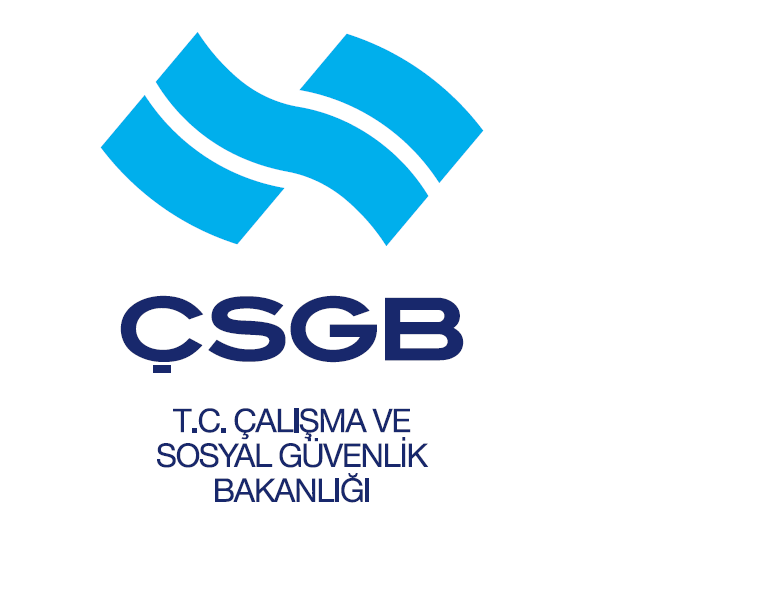 ÇSGB
T.C. ÇALIŞMA VE
SOSYAL GÜVENLİK
BAKANLIĞI